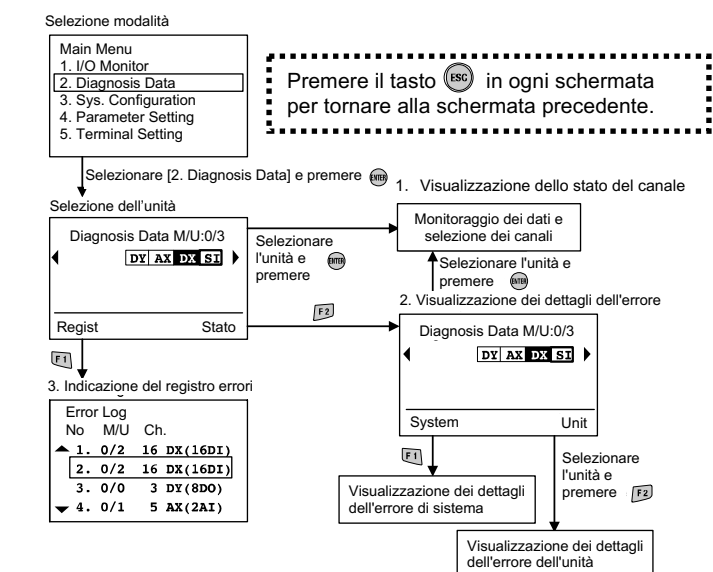 Selezione modalità
Main Menu
1. I/O Monitor
2. Diagnosis Data
3. Sys. Configuration
4. Parameter Setting
5. Terminal Setting
Premere il tasto ESC in ogni schermata
per tornare alla schermata precedente.
Selezionare [2. Diagnosis Data] e premere ENTER
1. Visualizzazione dello stato del canale
Selezione dell'unità
Diagnosis Data M/U:0/3
DY AX DX SI
Regist Stato
Selezionare
l'unità e
premere ENTER
Monitoraggio dei dati e
selezione dei canali
Selezionare l'unità e
premere ENTER
F2
2. Visualizzazione dei dettagli dell'errore
Diagnosis Data M/U:0/3
DY AX DX SI
System Unit
F1
3. Indicazione del registro errori
Error Log
No M/U Ch.
1. 0/2 16 DX(16DI)
2. 0/2 16 DX(16DI)
3. 0/0 3 DY(8DO)
4. 0/1 5 AX(2AI)
F1
Selezionare
l'unità e
premere F2
Visualizzazione dei dettagli
dell'errore di sistema
Visualizzazione dei dettagli
dell'errore dell'unità